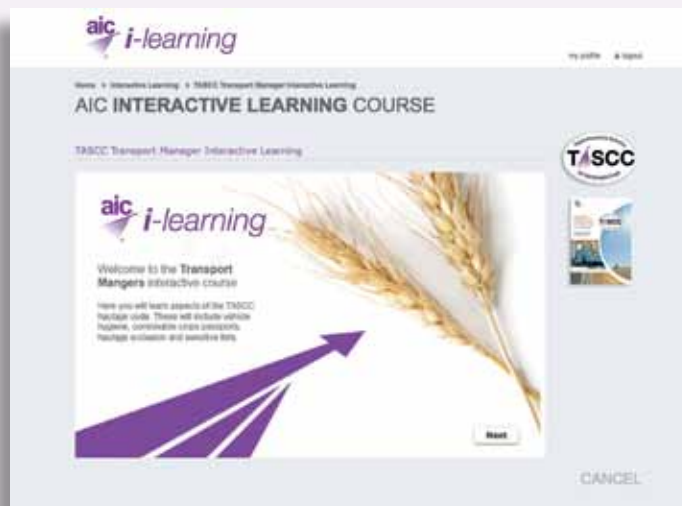 aic i-learning
my profile logout
Home Interactive Learning TASCC Transport Manager Interactive Learning
AIC INTERACTIVE LEARNING COURSE
TASCC Transport Manager Interactive Learning
TASCC
aic i-learning
Welcome to the Transport
Mangers interactive course
Here you will learn aspects of the TASCC
haulage code. These will include vehicle
hygiene, combinable crops passports,
haulage exclusion and sensitive lists.
Next
CANCEL